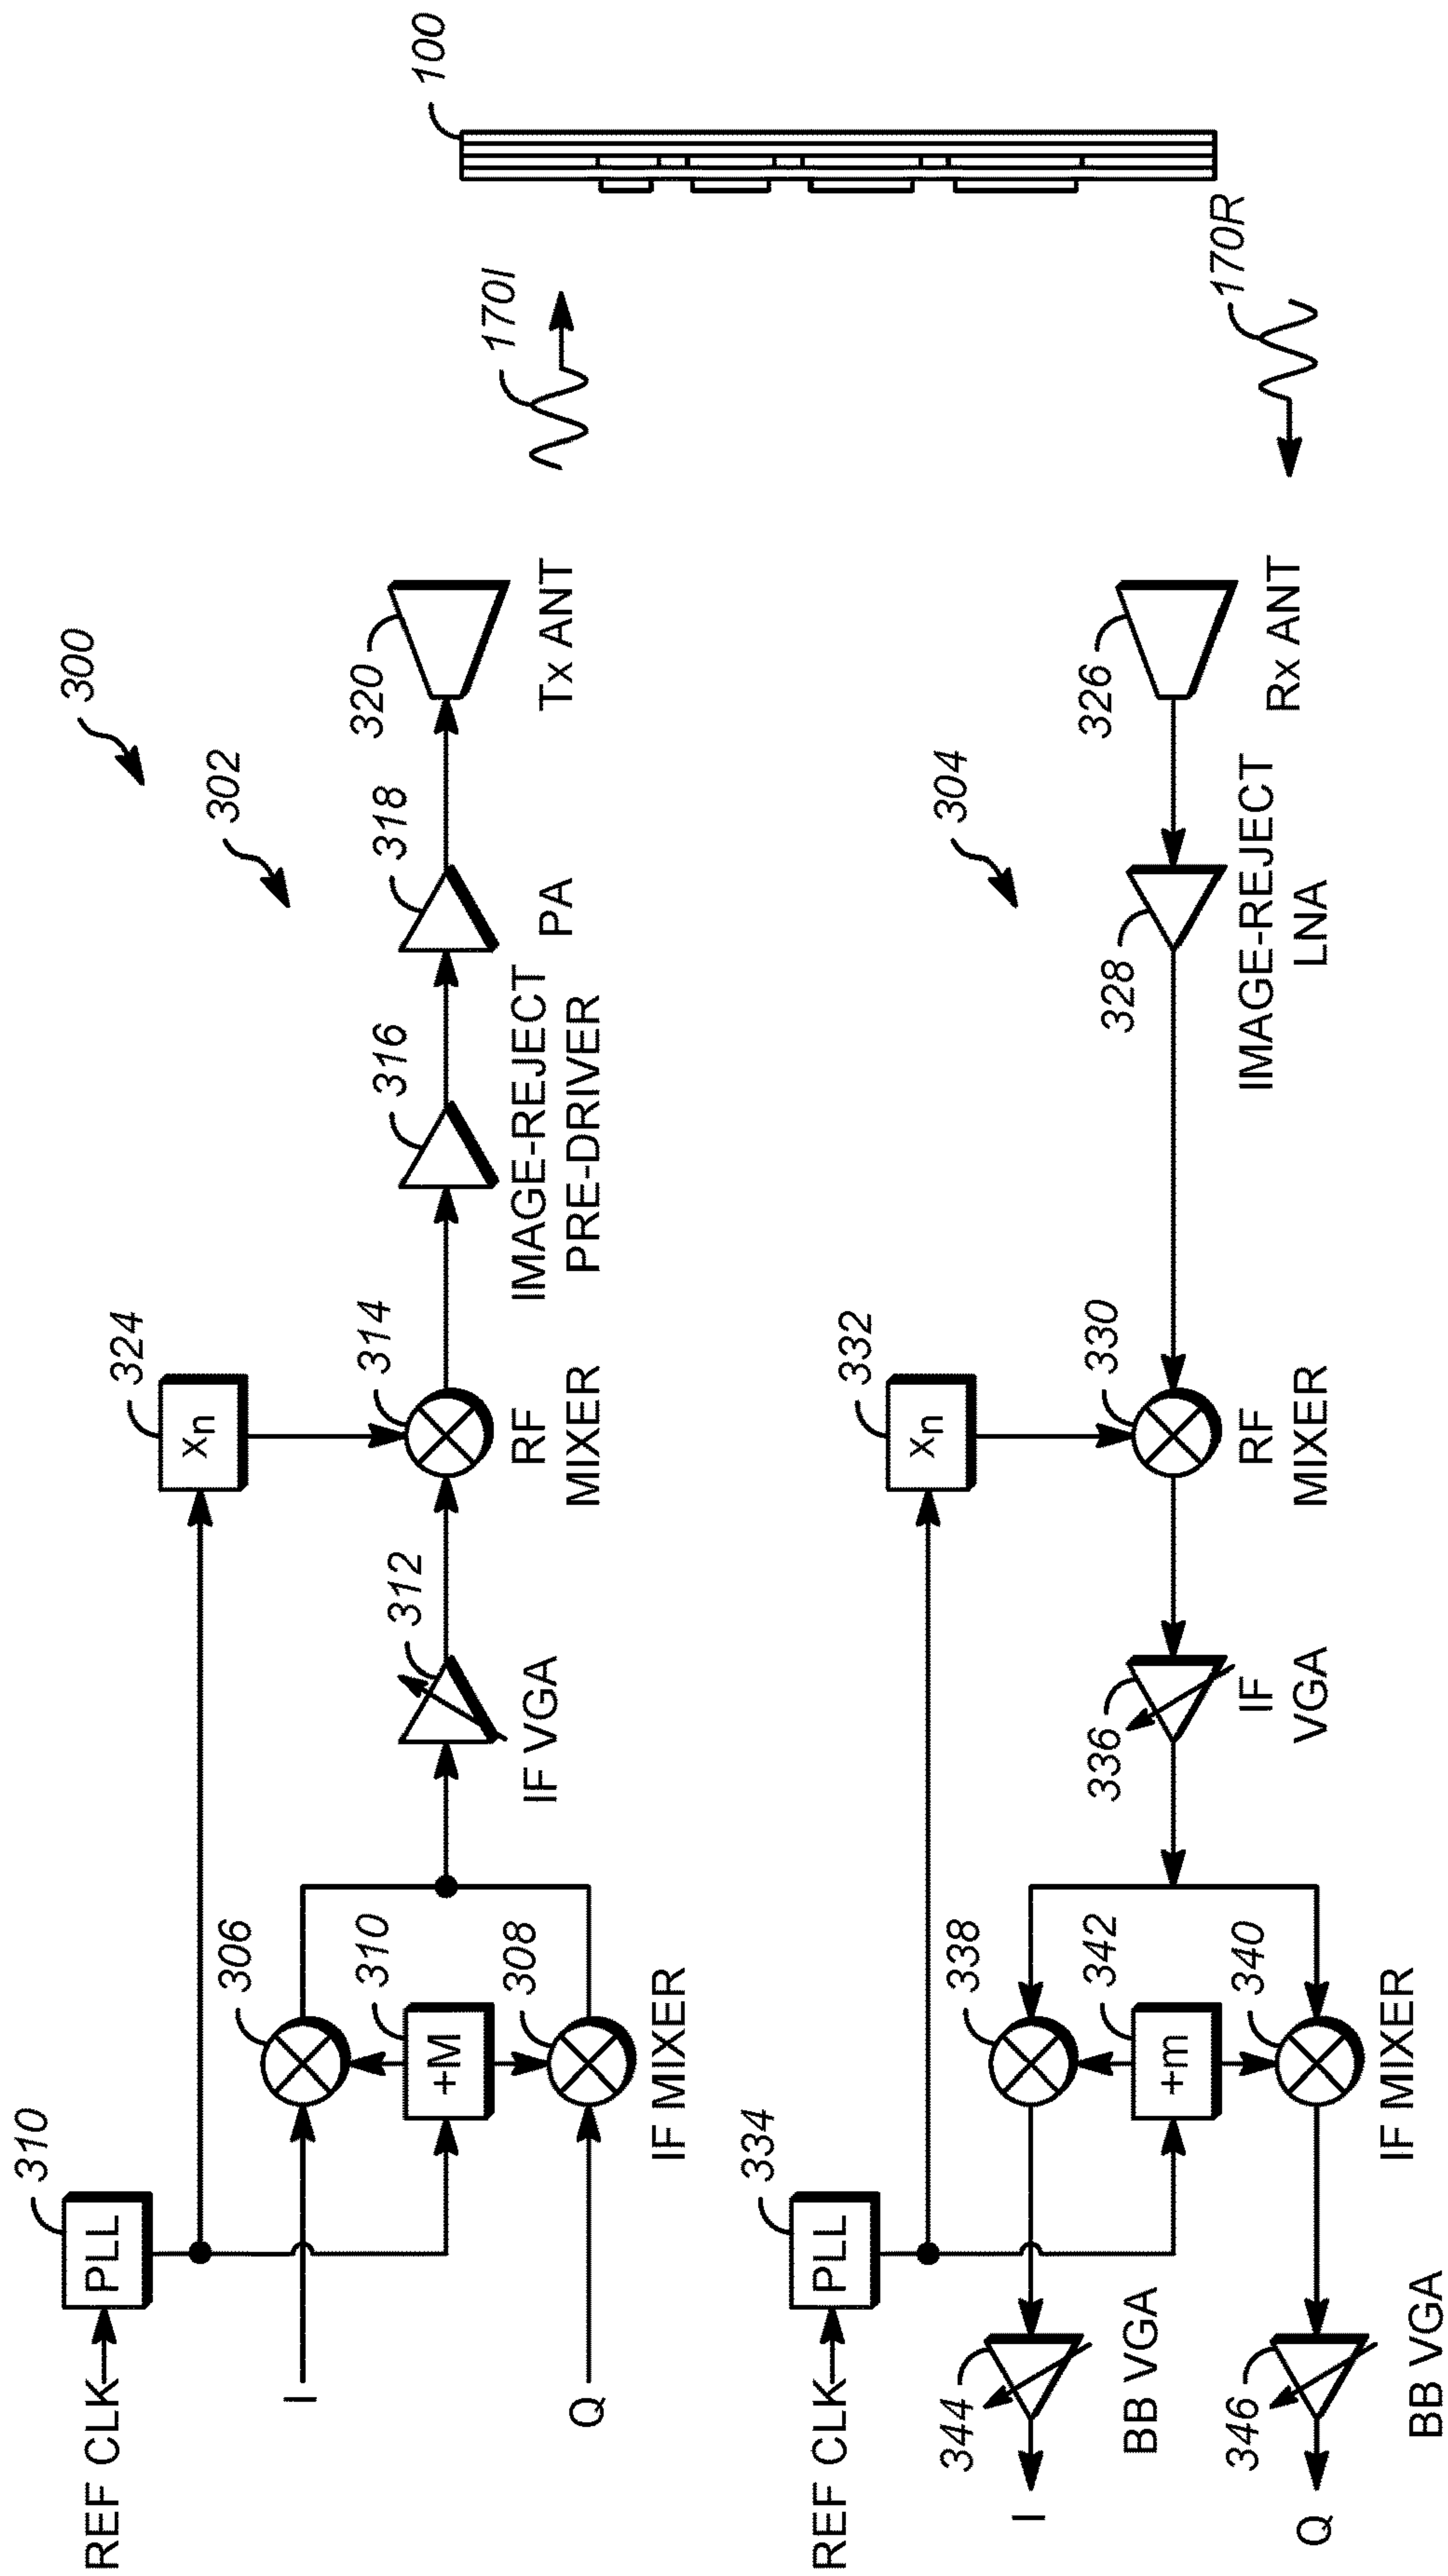 300
302
310
REF CLK
PLL
324
xn
306
I
310
+M
308
Q
IF MIXER
312
IF VGA
314
RF
MIXER
316
IMAGE-REJECT
PRE-DRIVER
318
PA
320
Tx ANT
170I
100
304
334
REF CLK
PLL
332
xn
338
342
+m
340
IF MIXER
344
I
BB VGA
346
Q
BB VGA
336
IF
VGA
330
RF
MIXER
328
IMAGE-REJECT
LNA
326
Rx ANT
170R